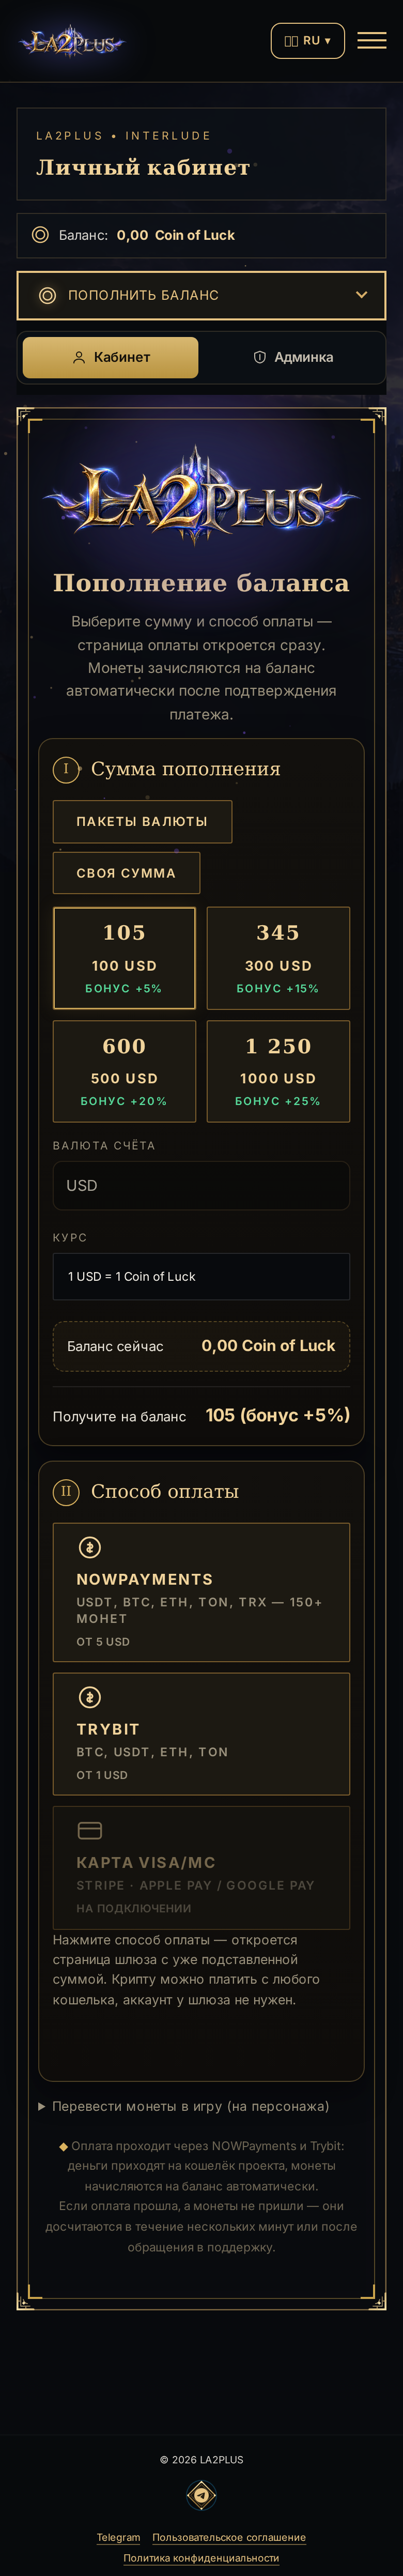 LA2PLUS
RU ▾
LA2PLUS • INTERLUDE
Личный кабинет
Баланс: 0,00 Coin of Luck
ПОПОЛНИТЬ БАЛАНС
Кабинет
Админка
LA2PLUS
Пополнение баланса
Выберите сумму и способ оплаты —
страница оплаты откроется сразу.
Монеты зачисляются на баланс
автоматически после подтверждения
платежа.
I Сумма пополнения
ПАКЕТЫ ВАЛЮТЫ
СВОЯ СУММА
105
100 USD
БОНУС +5%
345
300 USD
БОНУС +15%
600
500 USD
БОНУС +20%
1 250
1000 USD
БОНУС +25%
ВАЛЮТА СЧЁТА
USD
КУРС
1 USD = 1 Coin of Luck
Баланс сейчас 0,00 Coin of Luck
Получите на баланс 105 (бонус +5%)
II Способ оплаты
NOWPAYMENTS
USDT, BTC, ETH, TON, TRX — 150+
МОНЕТ
ОТ 5 USD
TRYBIT
BTC, USDT, ETH, TON
ОТ 1 USD
КАРТА VISA/MC
STRIPE · APPLE PAY / GOOGLE PAY
НА ПОДКЛЮЧЕНИИ
Нажмите способ оплаты — откроется
страница шлюза с уже подставленной
суммой. Крипту можно платить с любого
кошелька, аккаунт у шлюза не нужен.
▶ Перевести монеты в игру (на персонажа)
◆ Оплата проходит через NOWPayments и Trybit:
деньги приходят на кошелёк проекта, монеты
начисляются на баланс автоматически.
Если оплата прошла, а монеты не пришли — они
досчитаются в течение нескольких минут или после
обращения в поддержку.
© 2026 LA2PLUS
Telegram Пользовательское соглашение
Политика конфиденциальности